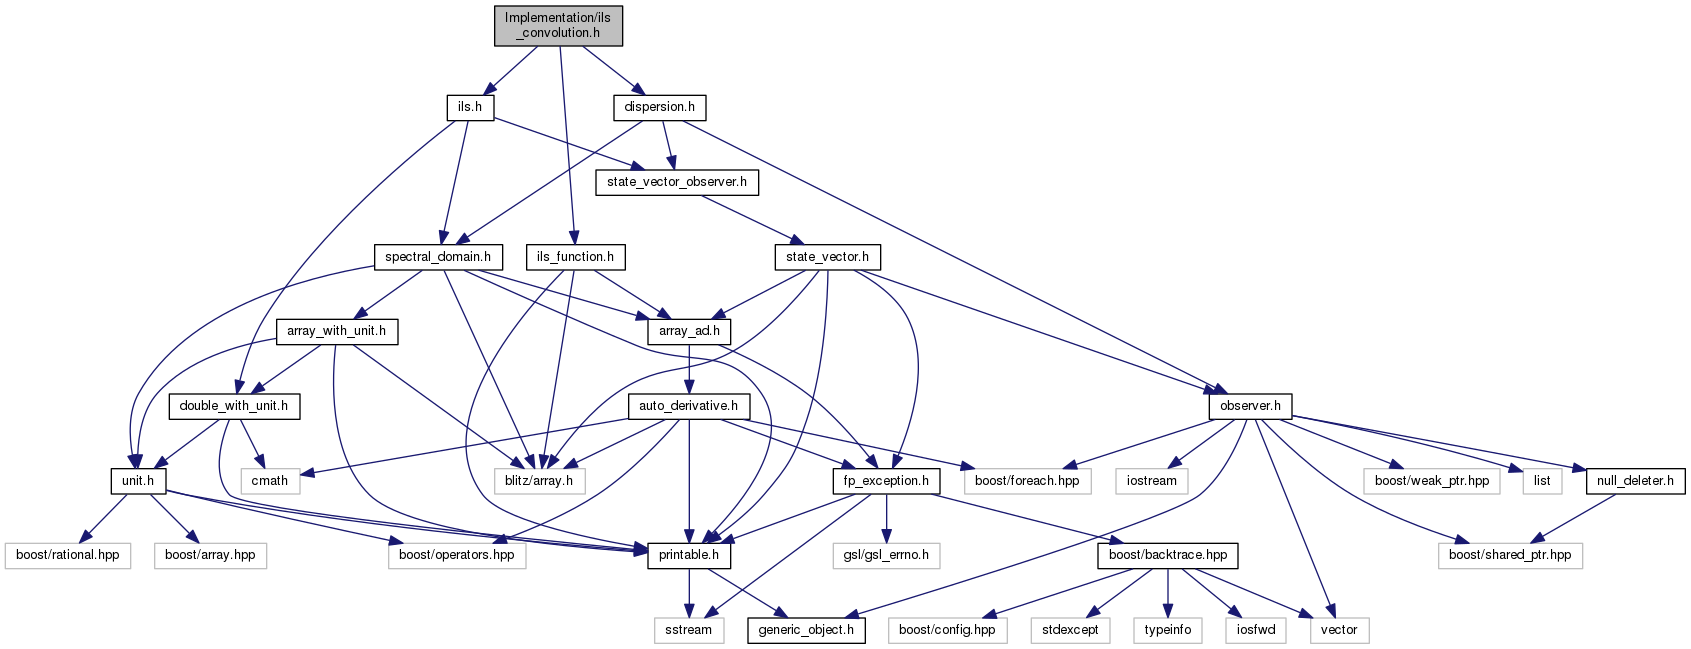 Implementation/ils
_convolution.h
ils.h
dispersion.h
state_vector_observer.h
spectral_domain.h
ils_function.h
state_vector.h
array_with_unit.h
array_ad.h
double_with_unit.h
auto_derivative.h
observer.h
unit.h
cmath
blitz/array.h
fp_exception.h
boost/foreach.hpp
iostream
boost/weak_ptr.hpp
list
null_deleter.h
boost/rational.hpp
boost/array.hpp
boost/operators.hpp
printable.h
gsl/gsl_errno.h
boost/backtrace.hpp
boost/shared_ptr.hpp
sstream
generic_object.h
boost/config.hpp
stdexcept
typeinfo
iosfwd
vector